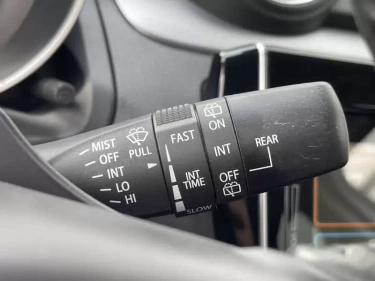 MIST
OFF
INT
LO
HI
PULL
FAST
INT
TIME
SLOW
ON
INT
OFF
REAR